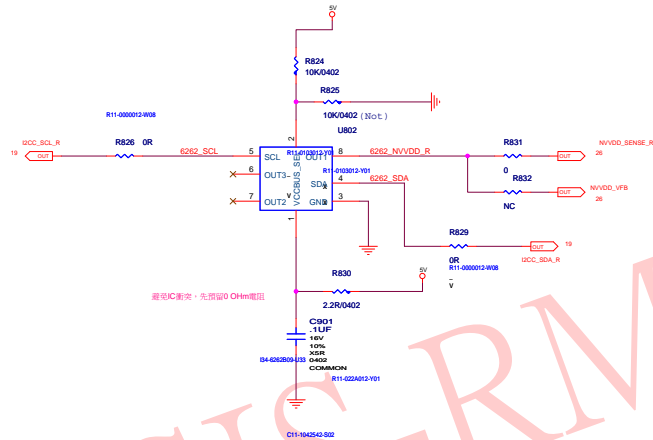 5V
R824
10K/0402
R825
10K/0402 (Not)
R11-0000012-W08
U802
I2CC_SCL_R
19
OUT
R826 0R
6262_SCL
5
SCL
6
OUT3
7
OUT2
2
VCCBUS_SEL
1
R11-0103012-Y01
OUT1
8
6262_NVVDD_R
R11-0103012-Y01
SDA
4
6262_SDA
GND
3
R831
0
OUT
NVVDD_SENSE_R
26
R832
NC
OUT
NVVDD_VFB
26
R829
0R
R11-0000012-W08
OUT
19
I2CC_SDA_R
R830
2.2R/0402
5V
避免IC衝突，先預留0 OHm電阻
C901
.1UF
16V
10%
X5R
0402
COMMON
I34-6262B09-U33
R11-022A012-Y01
C11-1042542-S02